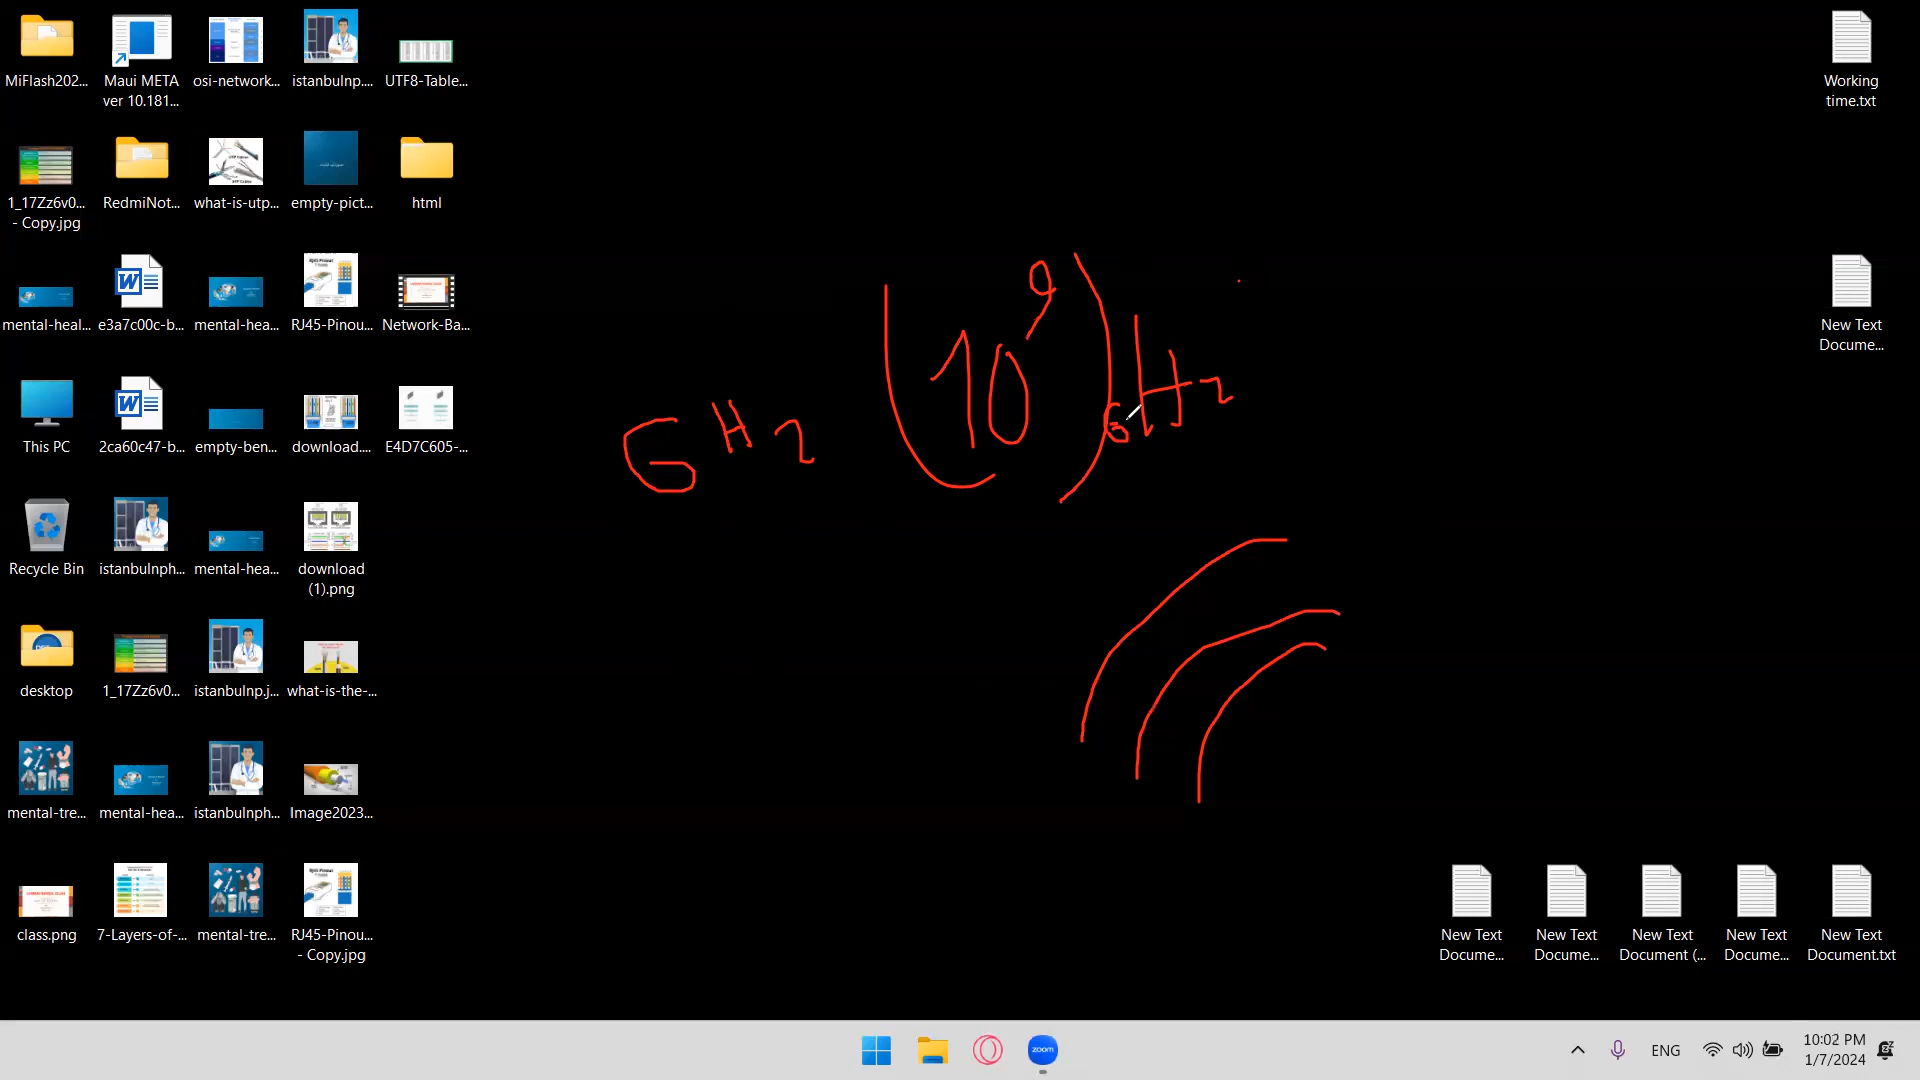 MiFlash202...
Maui META
ver 10.181...
osi-network...
istanbulnp....
UTF8-Table...
Working
time.txt
1_17Zz6v0...
- Copy.jpg
RedmiNot...
what-is-utp...
empty-pict...
html
mental-heal...
e3a7c00c-b...
mental-hea...
RJ45-Pinou...
Network-Ba...
New Text
Docume...
This PC
2ca60c47-b...
empty-ben...
download....
E4D7C605-...
GHz
(10⁹) Hz
Recycle Bin
istanbulnph...
mental-hea...
download
(1).png
desktop
1_17Zz6v0...
istanbulnp.j...
what-is-the-...
mental-tre...
mental-hea...
istanbulnph...
Image2023...
class.png
7-Layers-of-...
mental-tre...
RJ45-Pinou...
- Copy.jpg
New Text
Docume...
New Text
Docume...
New Text
Document (...
New Text
Docume...
New Text
Document.txt
zoom
ENG
10:02 PM
1/7/2024